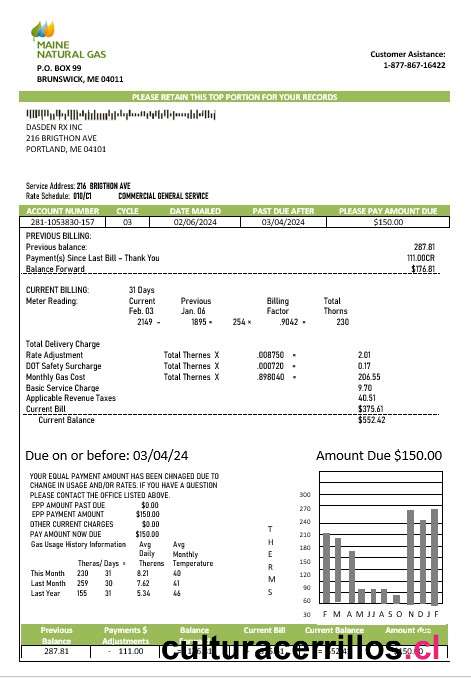 MAINE
NATURAL GAS
P.O. BOX 99
BRUNSWICK, ME 04011
Customer Asistance:
1-877-867-16422
PLEASE RETAIN THIS TOP PORTION FOR YOUR RECORDS
DASDEN RX INC
216 BRIGTHON AVE
PORTLAND, ME 04101
Service Address: 216 BRIGTHON AVE
Rate Schedule: 010/C1 COMMERCIAL GENERAL SERVICE
ACCOUNT NUMBER CYCLE DATE MAILED PAST DUE AFTER PLEASE PAY AMOUNT DUE
281-1053830-157 03 02/06/2024 03/04/2024 $150.00
PREVIOUS BILLING:
Previous balance: 287.81
Payment(s) Since Last Bill – Thank You 111.00CR
Balance Forward $176.81
CURRENT BILLING: 31 Days
Meter Reading: Current Previous Billing Total
Feb. 03 Jan. 06 Factor Thorns
2149 – 1895 = 254 × .9042 = 230
Total Delivery Charge
Rate Adjustment Total Thernes X .008750 = 2.01
DOT Safety Surcharge Total Thernes X .000720 = 0.17
Monthly Gas Cost Total Thernes X .898040 = 206.55
Basic Service Charge 9.70
Applicable Revenue Taxes 40.51
Current Bill $375.61
Current Balance $552.42
Due on or before: 03/04/24 Amount Due $150.00
YOUR EQUAL PAYMENT AMOUNT HAS BEEN CHNAGED DUE TO
CHANGE IN USAGE AND/OR RATES. IF YOU HAVE A QUESTION
PLEASE CONTACT THE OFFICE LISTED ABOVE.
EPP AMOUNT PAST DUE $0.00
EPP PAYMENT AMOUNT $150.00
OTHER CURRENT CHARGES $0.00
PAY AMOUNT NOW DUE $150.00
Gas Usage History Information Avg Avg
Daily Monthly
Theras/ Days = Therens Temperature
This Month 230 31 8.21 40
Last Month 259 30 7.62 41
Last Year 155 31 5.34 46
T
H
E
R
M
S
300
270
240
210
180
150
120
90
60
30
F M A M J J A S O N D J F
Previous Balance Payments $ Adjustments Balance Current Bill Current Balance Amount due
287.81 - 111.00
culturacerrillos.cl